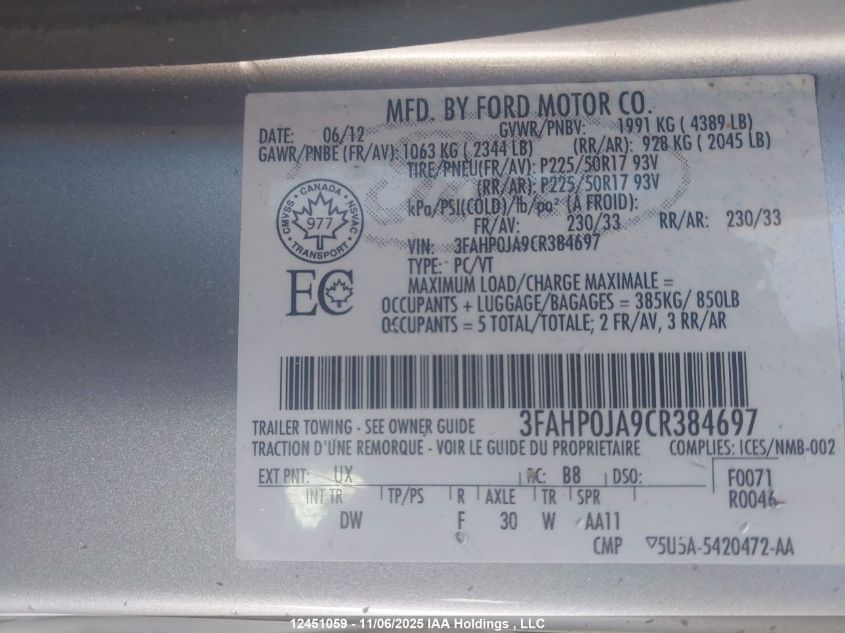 MFD. BY FORD MOTOR CO.
DATE: 06/12 GVWR/PNBV: 1991 KG ( 4389 LB)
GAWR/PNBE (FR/AV): 1063 KG ( 2344 LB) (RR/AR): 928 KG ( 2045 LB)
TIRE/PNEU(FR/AV): P225/50R17 93V
(RR/AR): P225/50R17 93V
kPa/PSI(COLD)/lb/po² (À FROID):
FR/AV: 230/33 RR/AR: 230/33
VIN: 3FAHP0JA9CR384697
TYPE: PC/VT
MAXIMUM LOAD/CHARGE MAXIMALE =
OCCUPANTS + LUGGAGE/BAGAGES = 385KG/ 850LB
OCCUPANTS = 5 TOTAL/TOTALE; 2 FR/AV, 3 RR/AR
CMVSS · CANADA · NSVAC
977
TRANSPORT
EC
3FAHP0JA9CR384697
TRAILER TOWING - SEE OWNER GUIDE
TRACTION D'UNE REMORQUE - VOIR LE GUIDE DU PROPRIETAIRE COMPLIES: ICES/NMB-002
EXT PNT: UX RC: B8 DSO: F0071
INT TR TP/PS R AXLE TR SPR R0046
DW F 30 W AA11
9
CMP ▽5U5A-5420472-AA
12451059 - 11/06/2025 IAA Holdings , LLC